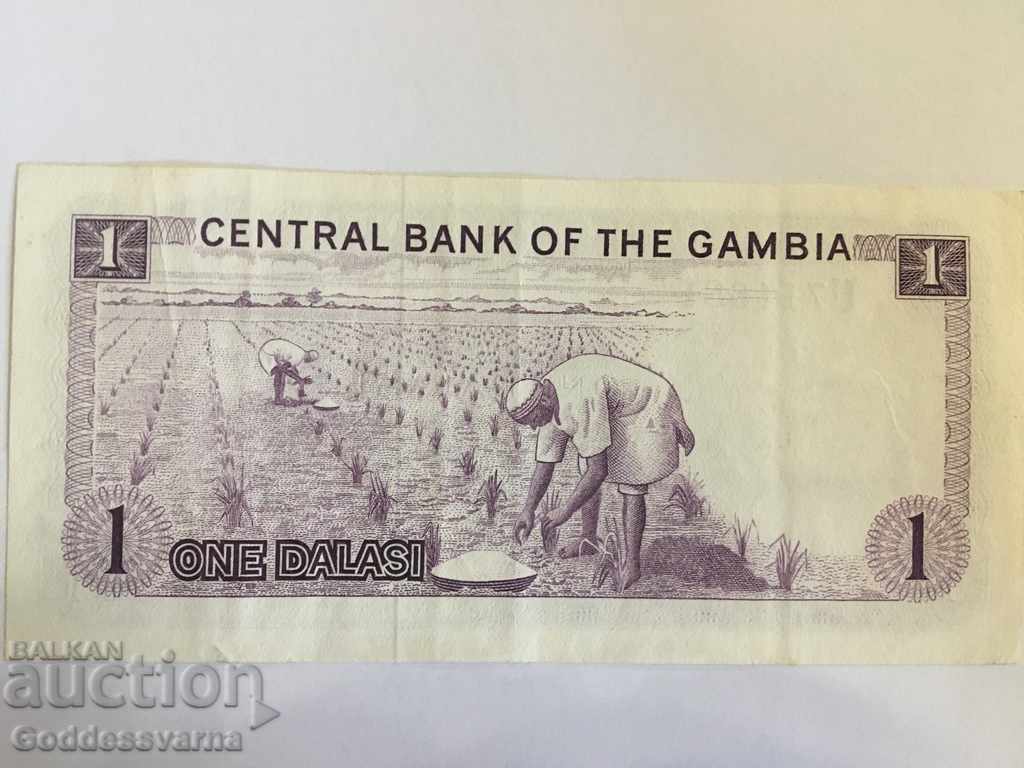 1 CENTRAL BANK OF THE GAMBIA 1
1 ONE DALASI 1
BALKAN
auction
Goddessvarna